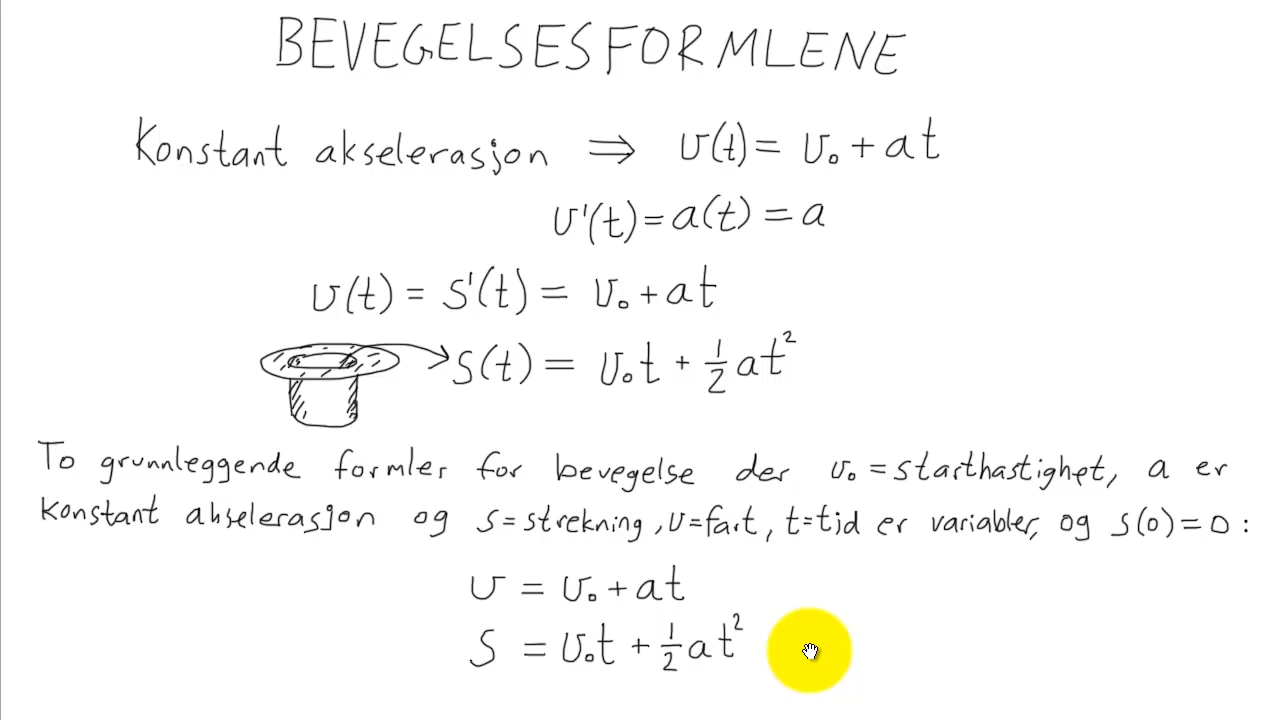 BEVEGELSESFORMLENE
Konstant akselerasjon ⇒ v(t) = v₀ + at
v'(t) = a(t) = a
v(t) = s'(t) = v₀ + at
s(t) = v₀t + ½at²
To grunnleggende formler for bevegelse der v₀ = starthastighet, a er
konstant akselerasjon og s = strekning, v = fart, t = tid er variabler, og s(0) = 0 :
v = v₀ + at
s = v₀t + ½at²